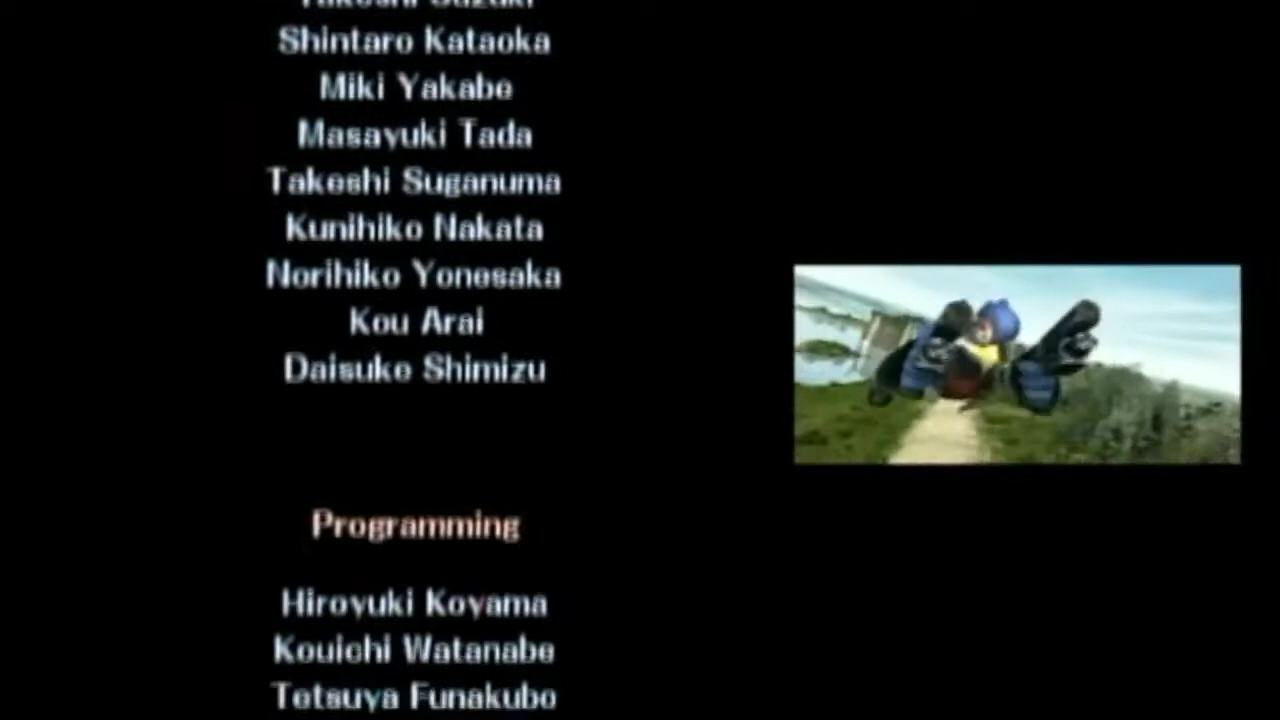 Shintaro Kataoka
Miki Yakabe
Masayuki Tada
Takeshi Suganuma
Kunihiko Nakata
Norihiko Yonesaka
Kou Arai
Daisuke Shimizu
Programming
Hiroyuki Koyama
Kouichi Watanabe
Tetsuya Funakubo